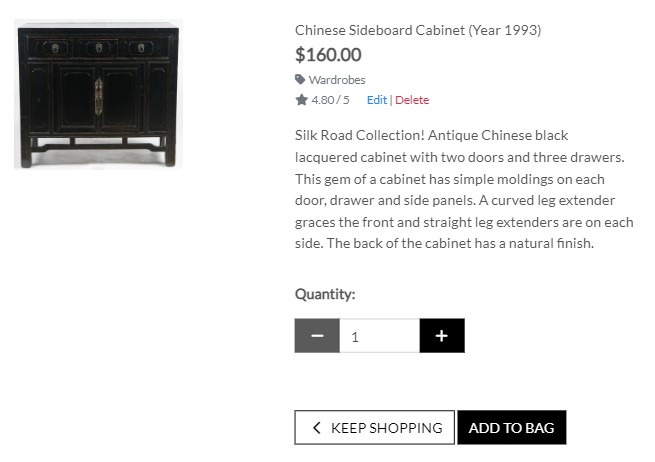 Chinese Sideboard Cabinet (Year 1993)
$160.00
Wardrobes
4.80 / 5 Edit | Delete
Silk Road Collection! Antique Chinese black
lacquered cabinet with two doors and three drawers.
This gem of a cabinet has simple moldings on each
door, drawer and side panels. A curved leg extender
graces the front and straight leg extenders are on each
side. The back of the cabinet has a natural finish.
Quantity:
− 1 +
KEEP SHOPPING ADD TO BAG